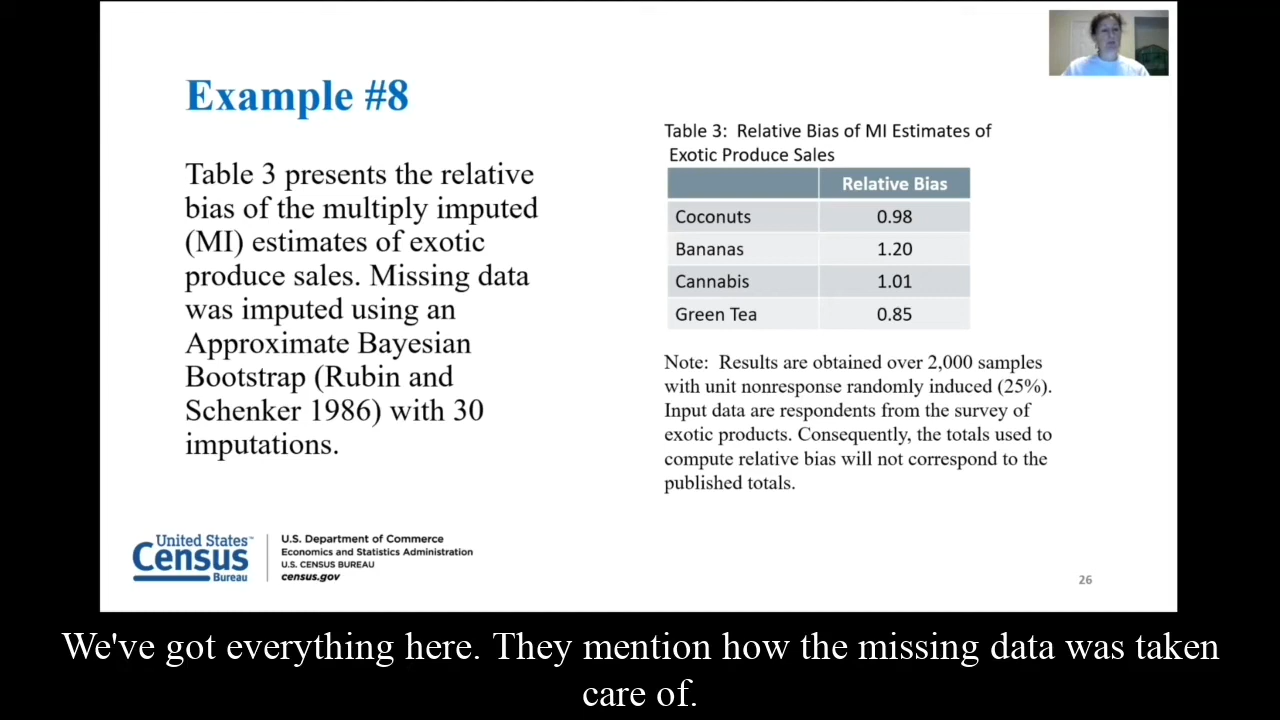 Example #8
Table 3 presents the relative
bias of the multiply imputed
(MI) estimates of exotic
produce sales. Missing data
was imputed using an
Approximate Bayesian
Bootstrap (Rubin and
Schenker 1986) with 30
imputations.
Table 3: Relative Bias of MI Estimates of
Exotic Produce Sales
Relative Bias
Coconuts 0.98
Bananas 1.20
Cannabis 1.01
Green Tea 0.85
Note: Results are obtained over 2,000 samples
with unit nonresponse randomly induced (25%).
Input data are respondents from the survey of
exotic products. Consequently, the totals used to
compute relative bias will not correspond to the
published totals.
United States™
Census
Bureau
U.S. Department of Commerce
Economics and Statistics Administration
U.S. CENSUS BUREAU
census.gov
26
We've got everything here. They mention how the missing data was taken
care of.